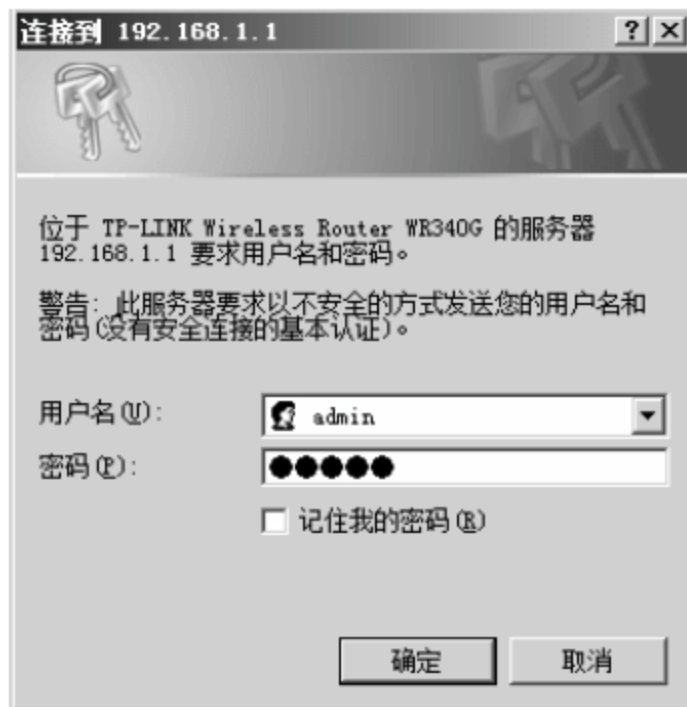 连接到 192.168.1.1
位于 TP-LINK Wireless Router WR340G 的服务器
192.168.1.1 要求用户名和密码。
警告: 此服务器要求以不安全的方式发送您的用户名和
密码(没有安全连接的基本认证)。
用户名(U): admin
密码(P): ●●●●●
记住我的密码(R)
确定 取消